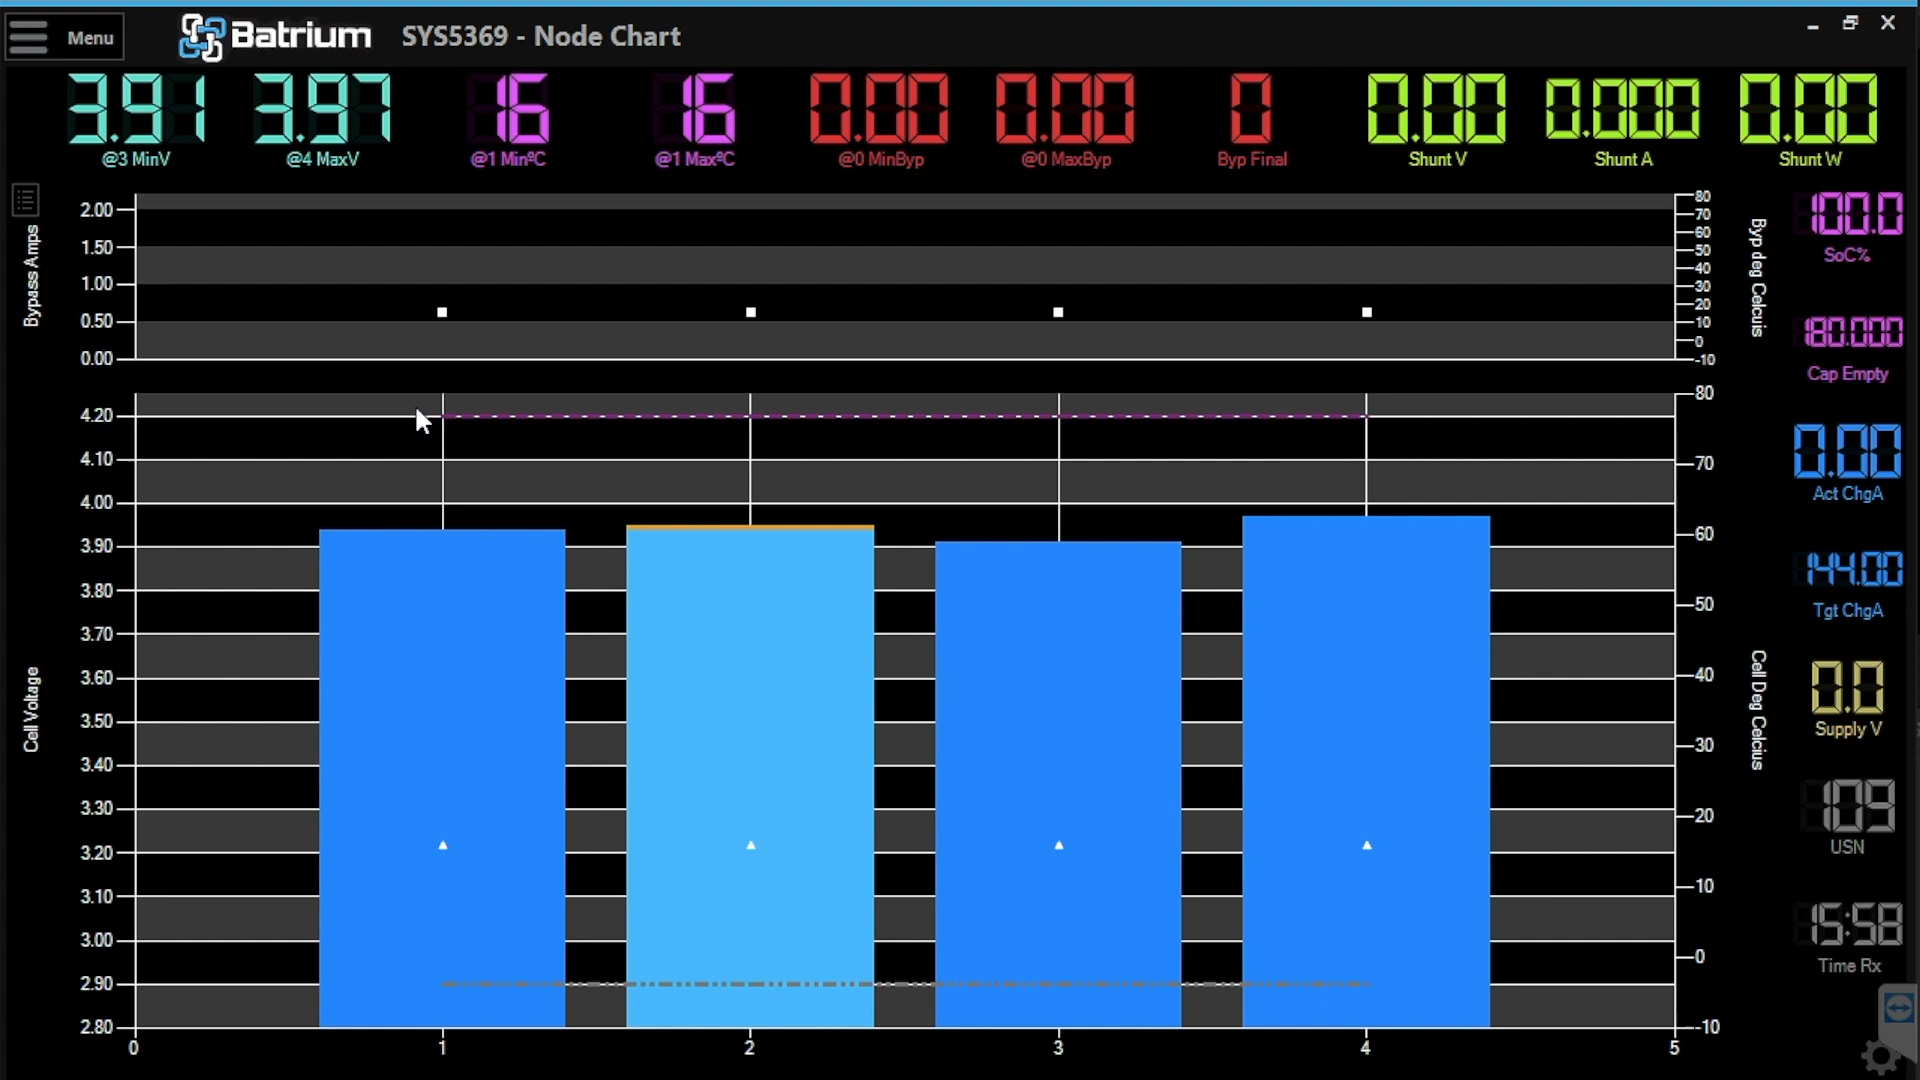 Menu
Batrium
SYS5369 - Node Chart
3.91
3.97
16
16
0.00
0.00
0
0.00
0.000
0.00
@3 MinV
@4 MaxV
@1 MinºC
@1 MaxºC
@0 MinByp
@0 MaxByp
Byp Final
Shunt V
Shunt A
Shunt W
Bypass Amps
2.00
1.50
1.00
0.50
0.00
80
70
60
50
40
30
20
10
0
-10
Byp deg Celcuis
100.0
SoC%
180.000
Cap Empty
0.00
Act ChgA
144.00
Tgt ChgA
0.0
Supply V
109
USN
15:58
Time Rx
Cell Voltage
4.20
4.10
4.00
3.90
3.80
3.70
3.60
3.50
3.40
3.30
3.20
3.10
3.00
2.90
2.80
80
70
60
50
40
30
20
10
0
-10
Cell Deg Celcius
0
1
2
3
4
5